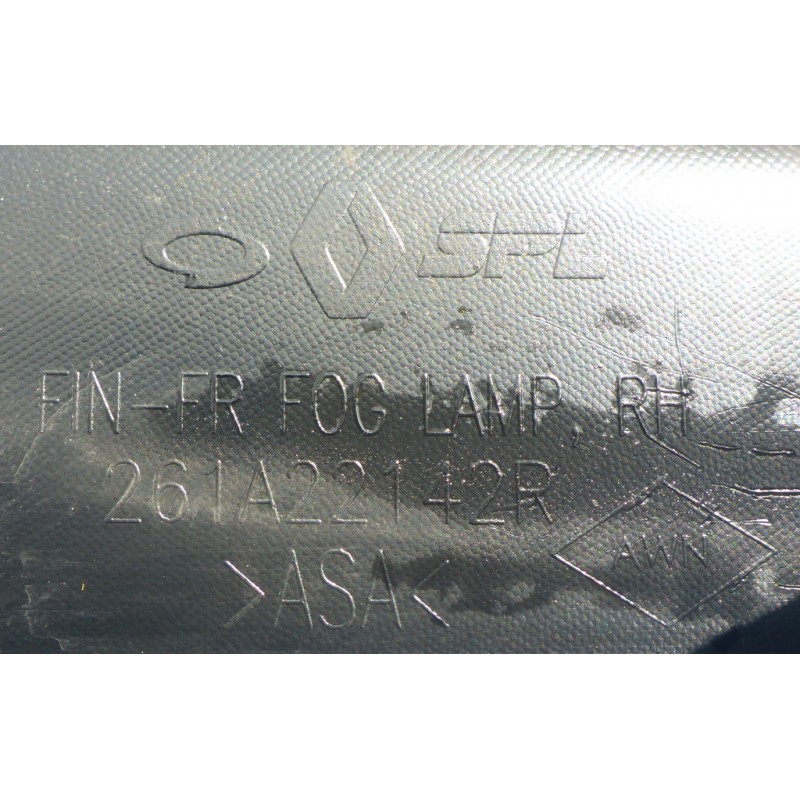 SPL
FIN-FR FOG LAMP, RH
261A22142R
>ASA<
AWN